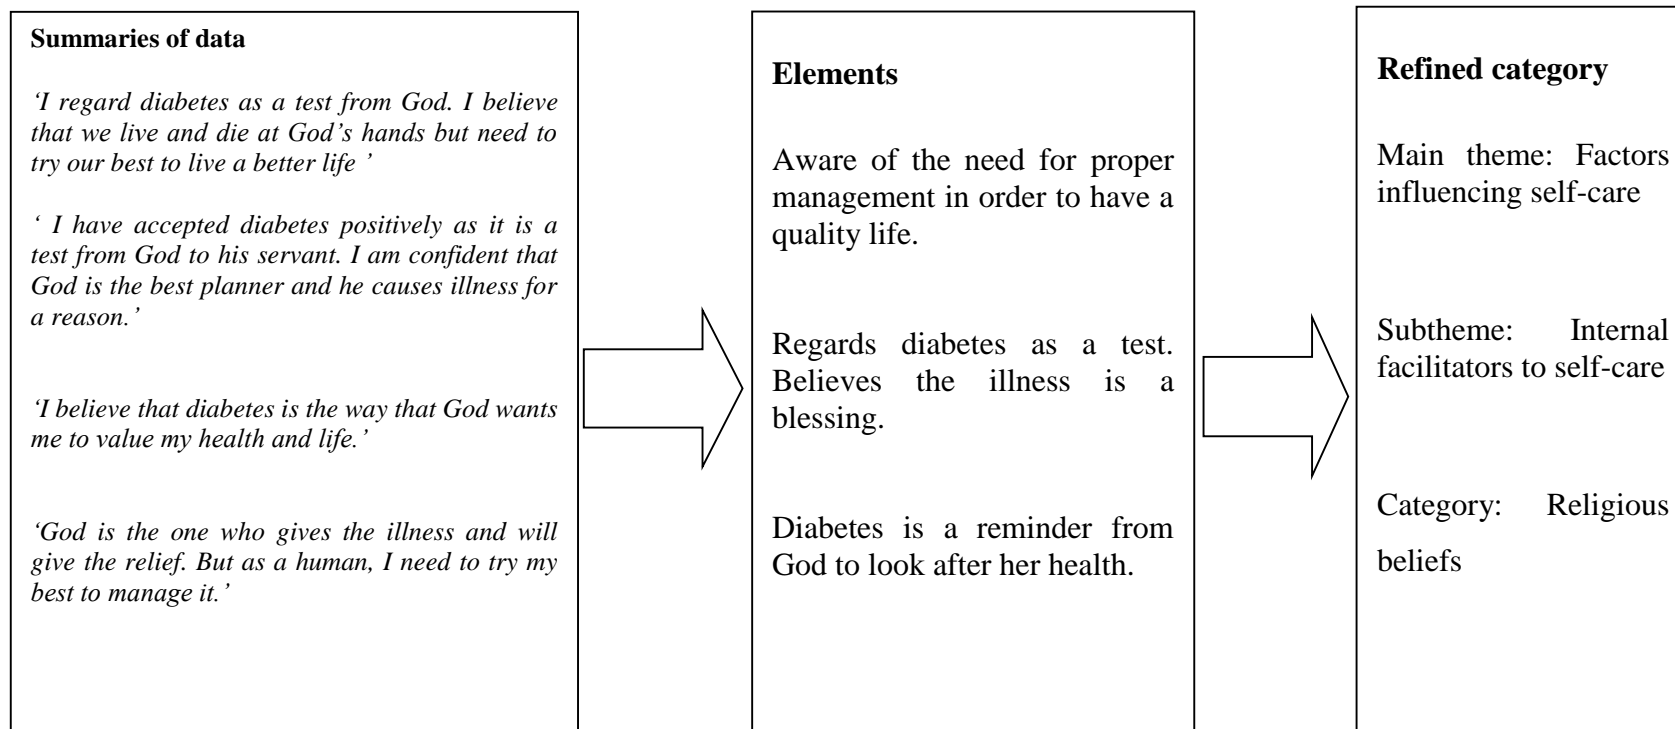 Summaries of data
‘I regard diabetes as a test from God. I believe
that we live and die at God’s hands but need to
try our best to live a better life ’
‘ I have accepted diabetes positively as it is a
test from God to his servant. I am confident that
God is the best planner and he causes illness for
a reason.’
‘I believe that diabetes is the way that God wants
me to value my health and life.’
‘God is the one who gives the illness and will
give the relief. But as a human, I need to try my
best to manage it.’
Elements
Aware of the need for proper
management in order to have a
quality life.
Regards diabetes as a test.
Believes the illness is a
blessing.
Diabetes is a reminder from
God to look after her health.
Refined category
Main theme: Factors
influencing self-care
Subtheme: Internal
facilitators to self-care
Category: Religious
beliefs